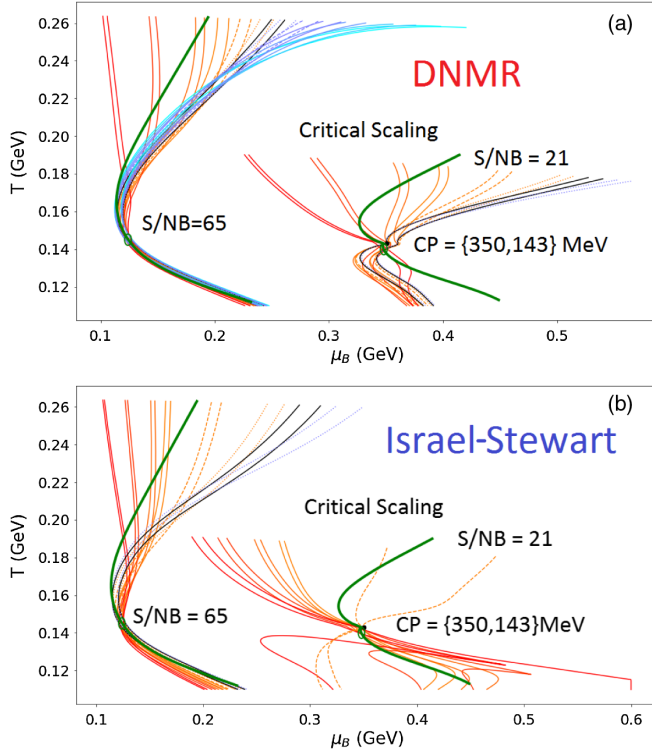 (a)
0.26
0.24
0.22
0.20
0.18
0.16
0.14
0.12
T (GeV)
DNMR
Critical Scaling
S/NB = 21
S/NB=65
CP = {350,143} MeV
0.1
0.2
0.3
0.4
0.5
μB (GeV)
(b)
0.26
0.24
0.22
0.20
0.18
0.16
0.14
0.12
T (GeV)
Israel-Stewart
Critical Scaling
S/NB = 21
S/NB = 65
CP = {350,143}MeV
0.1
0.2
0.3
0.4
0.5
0.6
μB (GeV)